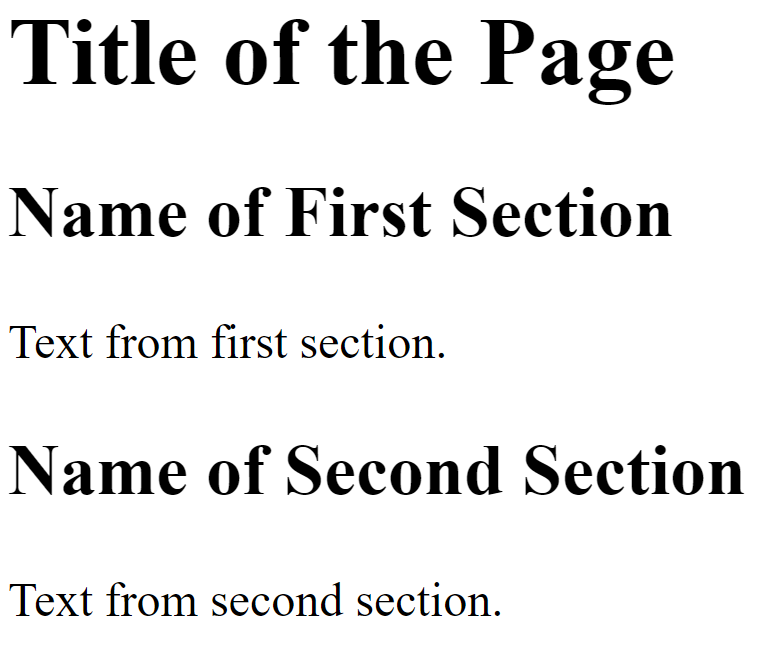 Title of the Page
Name of First Section
Text from first section.
Name of Second Section
Text from second section.